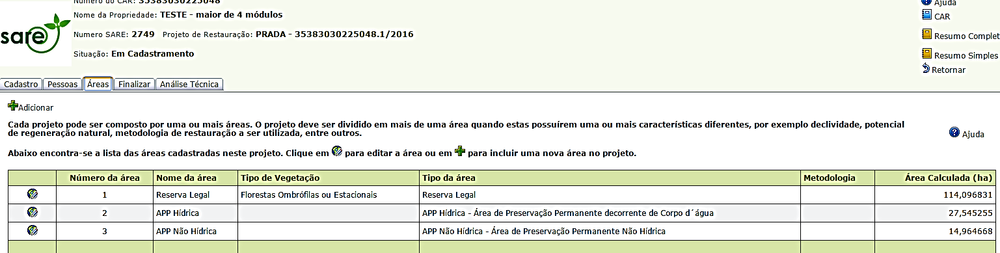 Número do CAR: 35383030225048
Nome da Propriedade: TESTE - maior de 4 módulos
sare
Numero SARE: 2749 Projeto de Restauração: PRADA - 35383030225048.1/2016
Situação: Em Cadastramento
Ajuda
CAR
Resumo Complet
Resumo Simples
Retornar
Cadastro Pessoas Áreas Finalizar Análise Técnica
Adicionar
Cada projeto pode ser composto por uma ou mais áreas. O projeto deve ser dividido em mais de uma área quando estas possuírem uma ou mais características diferentes, por exemplo declividade, potencial
de regeneração natural, metodologia de restauração a ser utilizada, entre outros.
Ajuda
Abaixo encontra-se a lista das áreas cadastradas neste projeto. Clique em para editar a área ou em para incluir uma nova área no projeto.
Número da área Nome da área Tipo de Vegetação Tipo da área Metodologia Área Calculada (ha)
1 Reserva Legal Florestas Ombrófilas ou Estacionais Reserva Legal 114,096831
2 APP Hídrica APP Hídrica - Área de Preservação Permanente decorrente de Corpo d´água 27,545255
3 APP Não Hídrica APP Não Hídrica - Área de Preservação Permanente Não Hídrica 14,964668